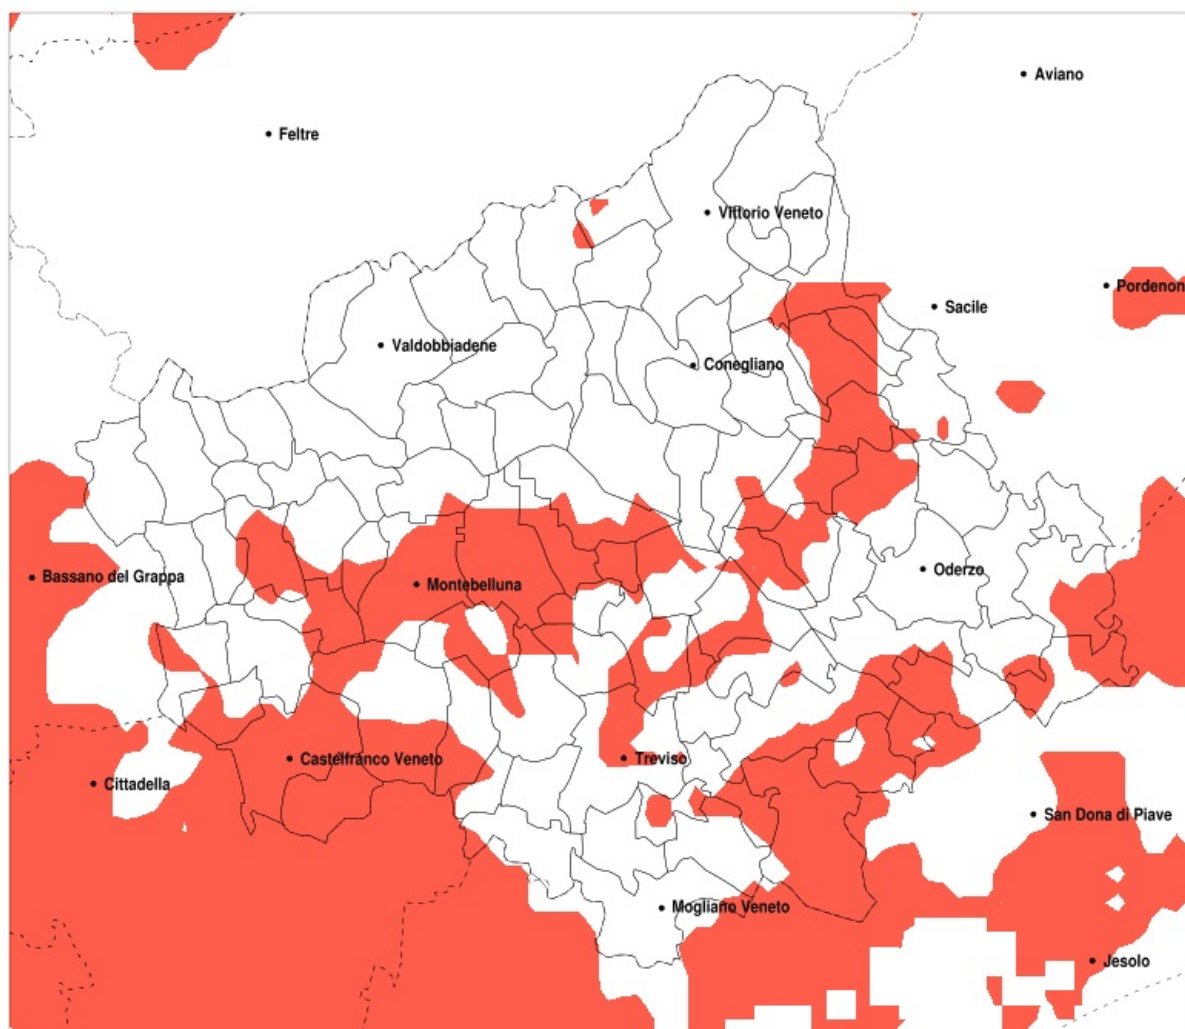 Aviano
Feltre
Vittorio Veneto
Pordenon
Sacile
Valdobbiadene
Conegliano
Oderzo
Bassano del Grappa
Montebelluna
Castelfranco Veneto
Treviso
Cittadella
San Dona di Piave
Mogliano Veneto
Jesolo